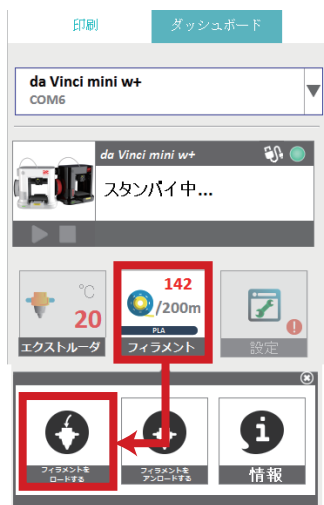 印刷
ダッシュボード
da Vinci mini w+
COM6
da Vinci mini w+
スタンバイ中...
℃
20
エクストルーダ
142
/200m
PLA
フィラメント
設定
フィラメントを
ロードする
フィラメントを
アンロードする
情報